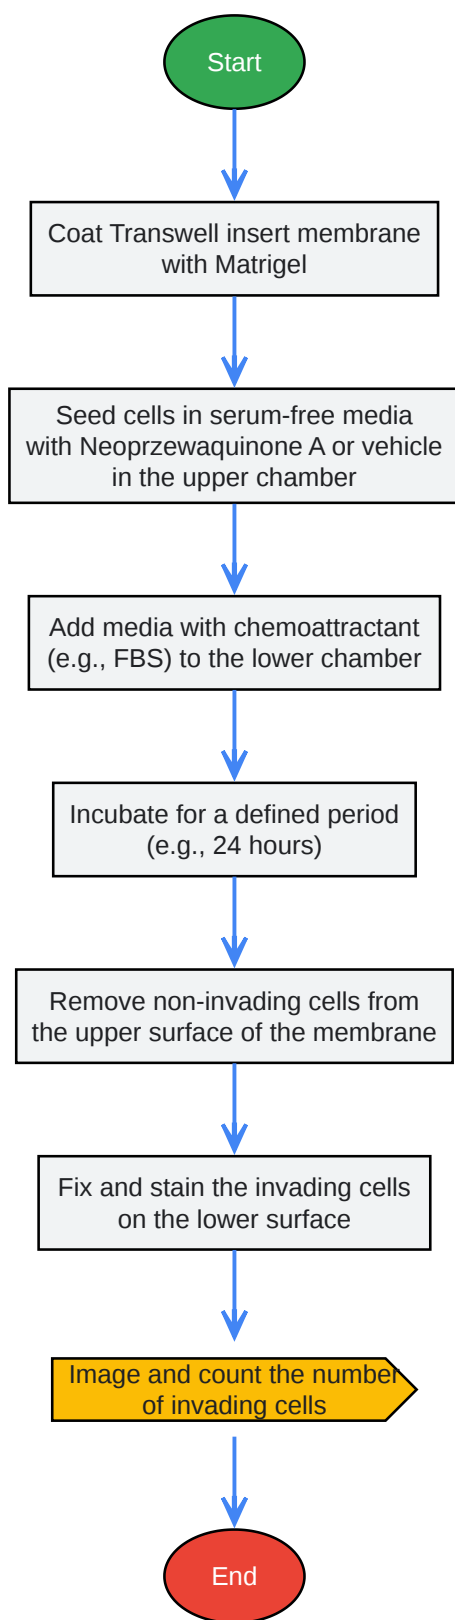 Start
Coat Transwell insert membrane
with Matrigel
Seed cells in serum-free media
with Neoprzewaquinone A or vehicle
in the upper chamber
Add media with chemoattractant
(e.g., FBS) to the lower chamber
Incubate for a defined period
(e.g., 24 hours)
Remove non-invading cells from
the upper surface of the membrane
Fix and stain the invading cells
on the lower surface
Image and count the number
of invading cells
End